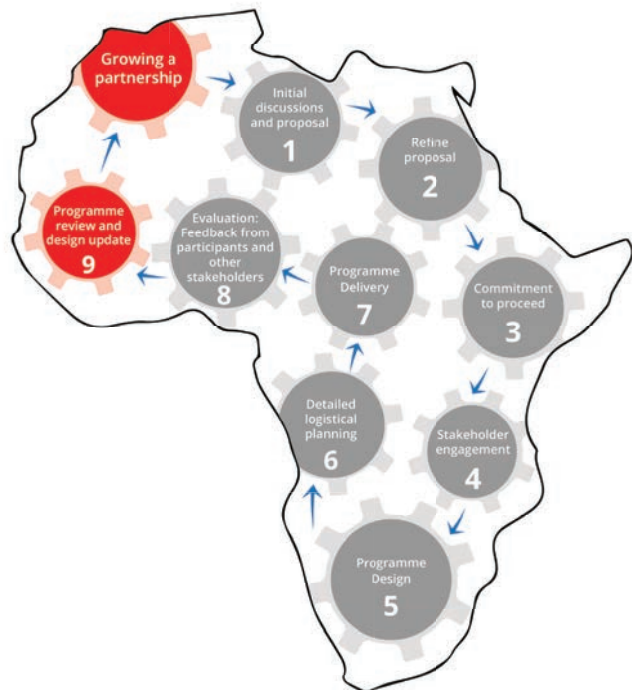 Growing a
partnership
Initial
discussions
and proposal
1
Refine
proposal
2
Commitment
to proceed
3
Stakeholder
engagement
4
Programme
Design
5
Detailed
logistical
planning
6
Programme
Delivery
7
Evaluation:
Feedback from
participants and
other
stakeholders
8
Programme
review and
design update
9